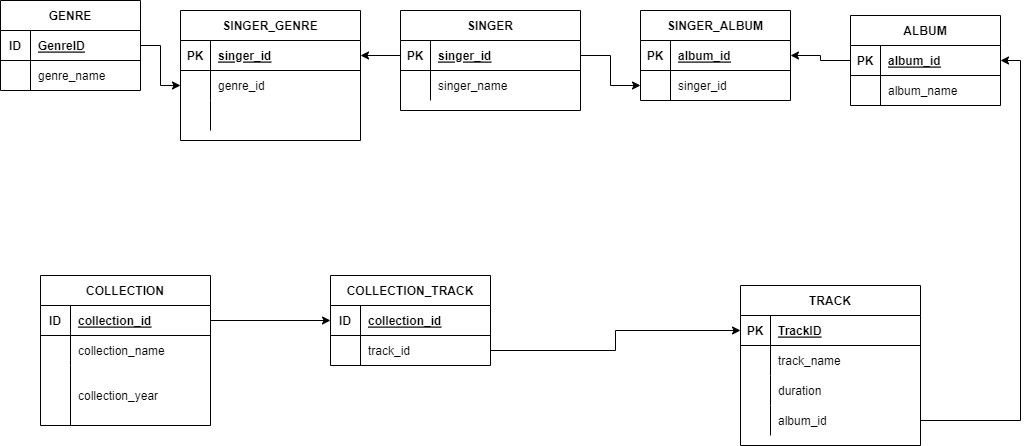 GENRE
ID GenreID
genre_name
SINGER_GENRE
PK singer_id
genre_id
SINGER
PK singer_id
singer_name
SINGER_ALBUM
PK album_id
singer_id
ALBUM
PK album_id
album_name
COLLECTION
ID collection_id
collection_name
collection_year
COLLECTION_TRACK
ID collection_id
track_id
TRACK
PK TrackID
track_name
duration
album_id